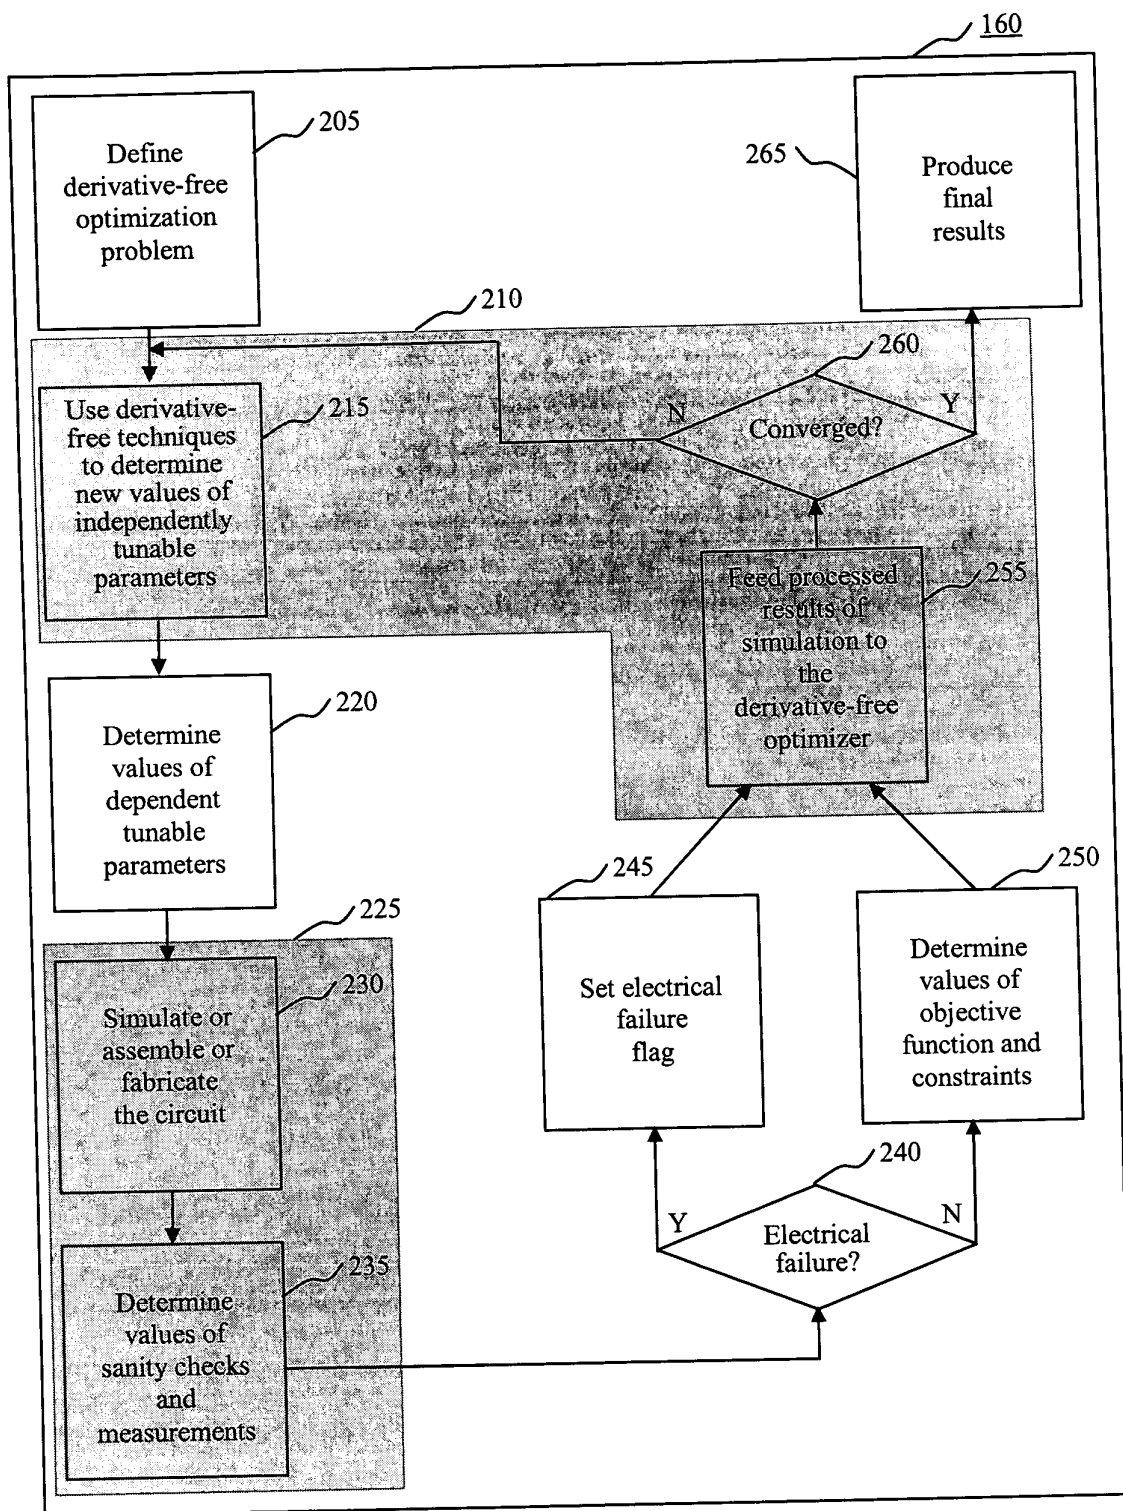 160
205
Define
derivative-free
optimization
problem
265
Produce
final
results
210
260
N
Y
Converged?
215
Use derivative-
free techniques
to determine
new values of
independently
tunable
parameters
255
Feed processed
results of
simulation to
the
derivative-free
optimizer
220
Determine
values of
dependent
tunable
parameters
245
Set electrical
failure
flag
250
Determine
values of
objective
function and
constraints
225
230
Simulate or
assemble or
fabricate
the circuit
240
Y
N
Electrical
failure?
235
Determine
values of
sanity checks
and
measurements